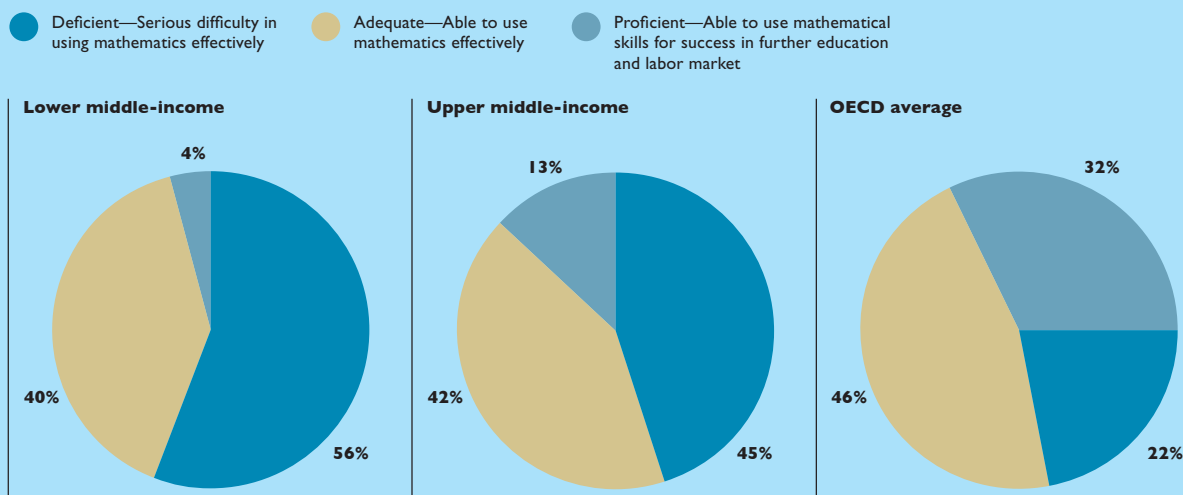 Deficient—Serious difficulty in
using mathematics effectively
Adequate—Able to use
mathematics effectively
Proficient—Able to use mathematical
skills for success in further education
and labor market
Lower middle-income
4%
40%
56%
Upper middle-income
13%
42%
45%
OECD average
32%
46%
22%